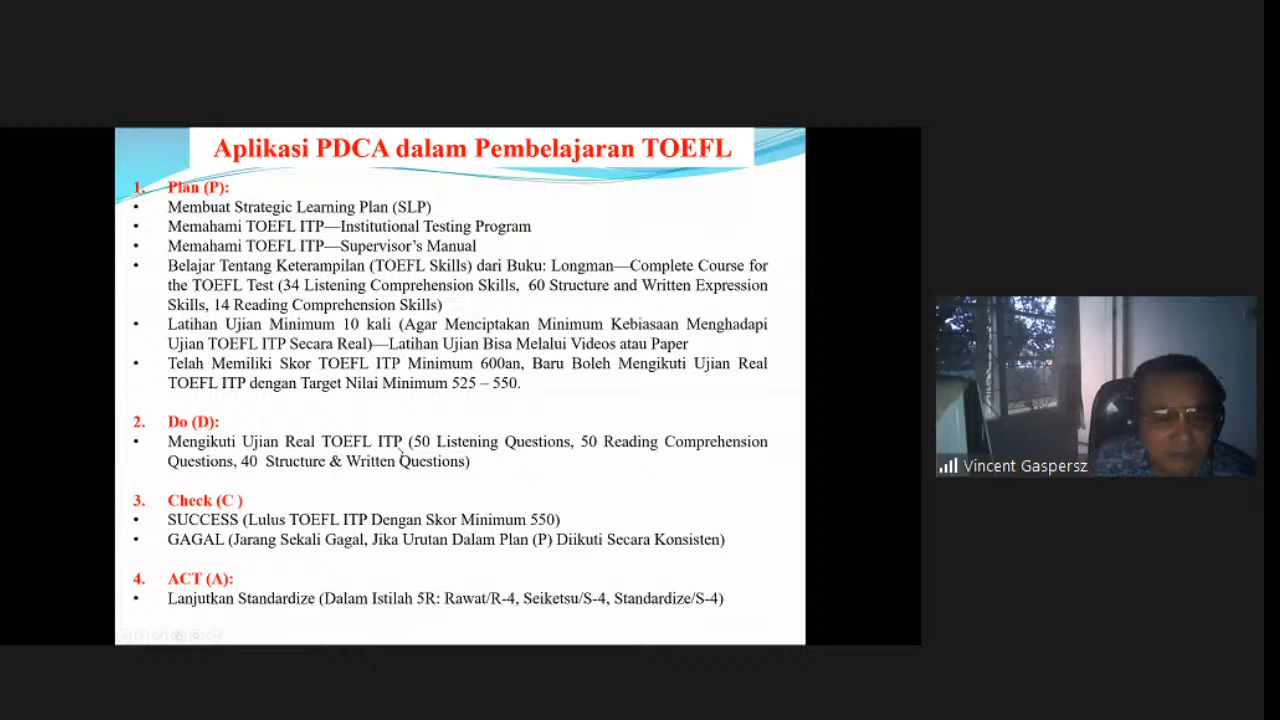 Aplikasi PDCA dalam Pembelajaran TOEFL
1. Plan (P):
• Membuat Strategic Learning Plan (SLP)
• Memahami TOEFL ITP—Institutional Testing Program
• Memahami TOEFL ITP—Supervisor's Manual
• Belajar Tentang Keterampilan (TOEFL Skills) dari Buku: Longman—Complete Course for
the TOEFL Test (34 Listening Comprehension Skills, 60 Structure and Written Expression
Skills, 14 Reading Comprehension Skills)
• Latihan Ujian Minimum 10 kali (Agar Menciptakan Minimum Kebiasaan Menghadapi
Ujian TOEFL ITP Secara Real)—Latihan Ujian Bisa Melalui Videos atau Paper
• Telah Memiliki Skor TOEFL ITP Minimum 600an, Baru Boleh Mengikuti Ujian Real
TOEFL ITP dengan Target Nilai Minimum 525 – 550.
2. Do (D):
• Mengikuti Ujian Real TOEFL ITP (50 Listening Questions, 50 Reading Comprehension
Questions, 40 Structure & Written Questions)
3. Check (C )
• SUCCESS (Lulus TOEFL ITP Dengan Skor Minimum 550)
• GAGAL (Jarang Sekali Gagal, Jika Urutan Dalam Plan (P) Diikuti Secara Konsisten)
4. ACT (A):
• Lanjutkan Standardize (Dalam Istilah 5R: Rawat/R-4, Seiketsu/S-4, Standardize/S-4)
Vincent Gaspersz